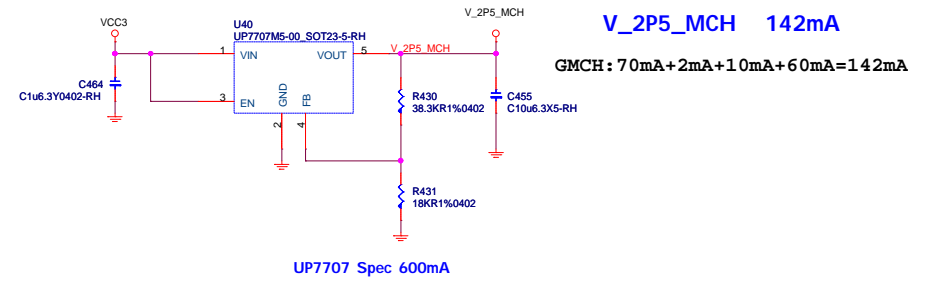 V_2P5_MCH 142mA
GMCH:70mA+2mA+10mA+60mA=142mA
VCC3
U40
UP7707M5-00_SOT23-5-RH
V_2P5_MCH
1
VIN
VOUT
5
V_2P5_MCH
C464
C1u6.3Y0402-RH
3
EN
GND
FB
2
4
R430
38.3KR1%0402
C455
C10u6.3X5-RH
R431
18KR1%0402
UP7707 Spec 600mA